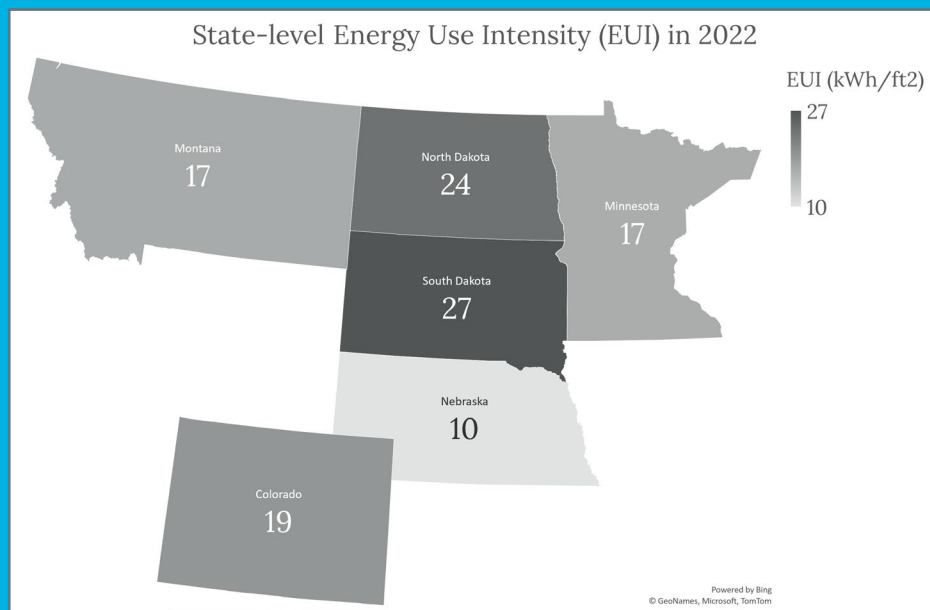 State-level Energy Use Intensity (EUI) in 2022
EUI (kWh/ft2)
27
10
Montana
17
North Dakota
24
Minnesota
17
South Dakota
27
Nebraska
10
Colorado
19
Powered by Bing
© GeoNames, Microsoft, TomTom